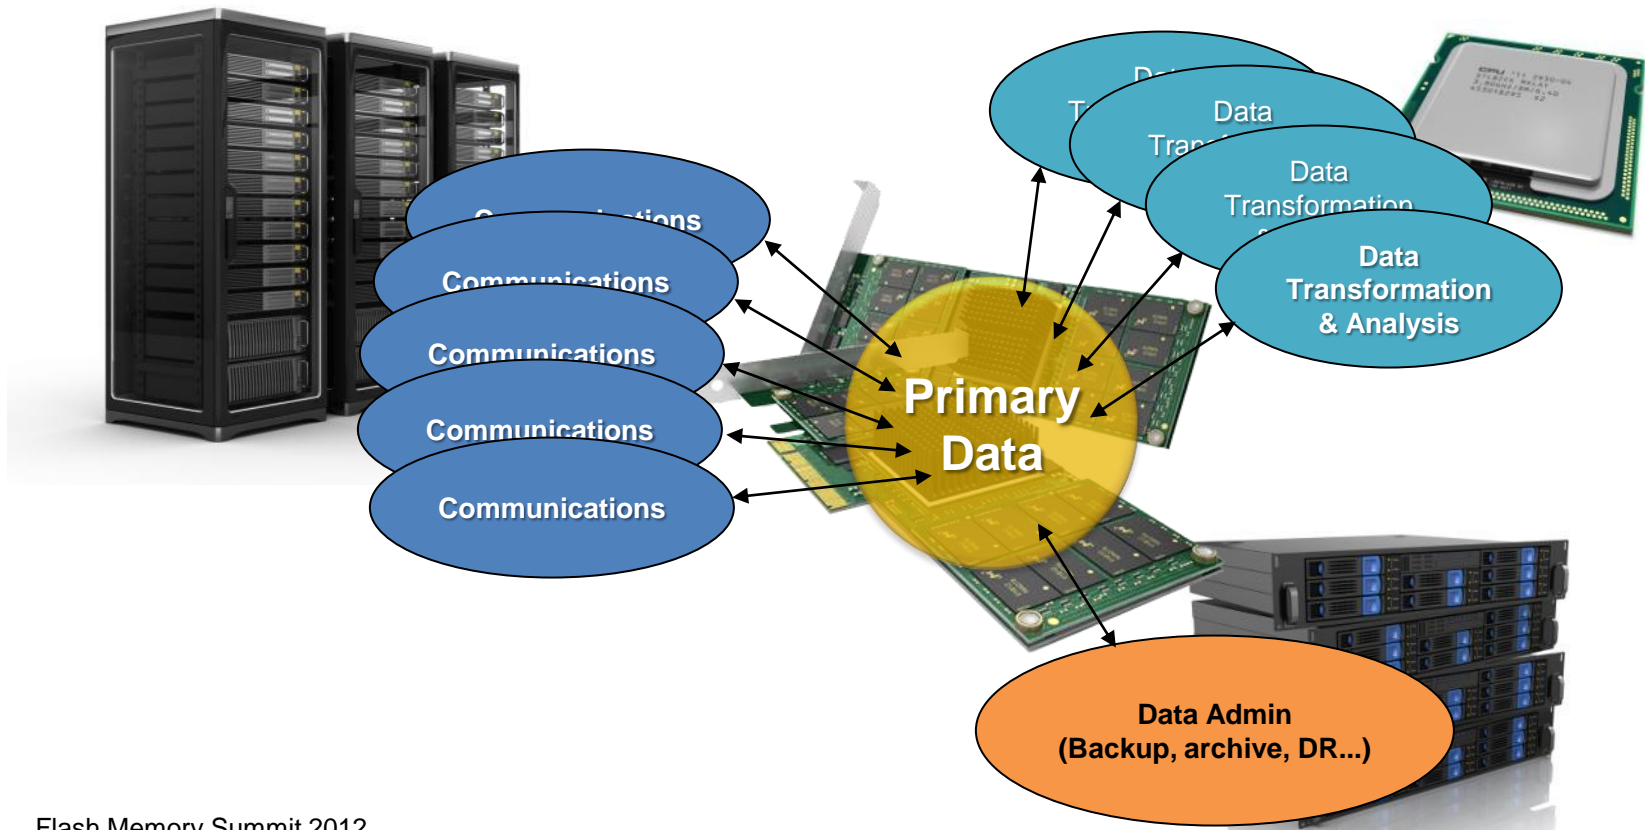 Data
Transformation
& Analysis
Data
Transformation
Data
Communications
Communications
Communications
Communications
Communications
Primary
Data
Data Admin
(Backup, archive, DR...)
Flash Memory Summit 2012